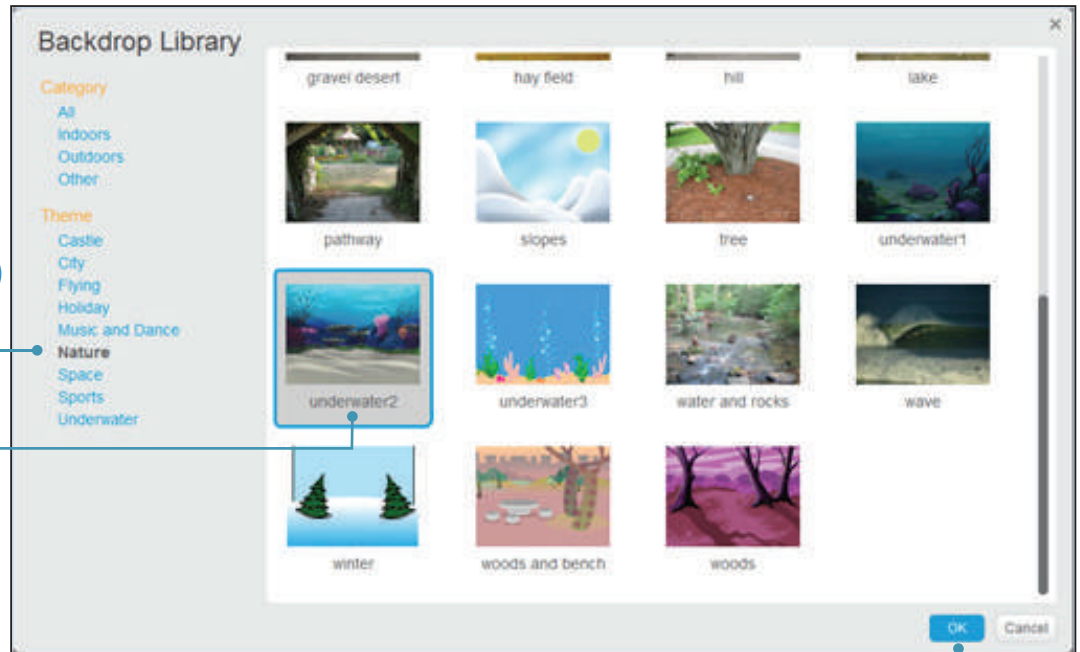 Backdrop Library
Category
All
Indoors
Outdoors
Other
Theme
Castle
City
Flying
Holiday
Music and Dance
Nature
Space
Sports
Underwater
gravel desert
hay field
hill
lake
pathway
slopes
tree
underwater1
underwater2
underwater3
water and rocks
wave
winter
woods and bench
woods
OK
Cancel